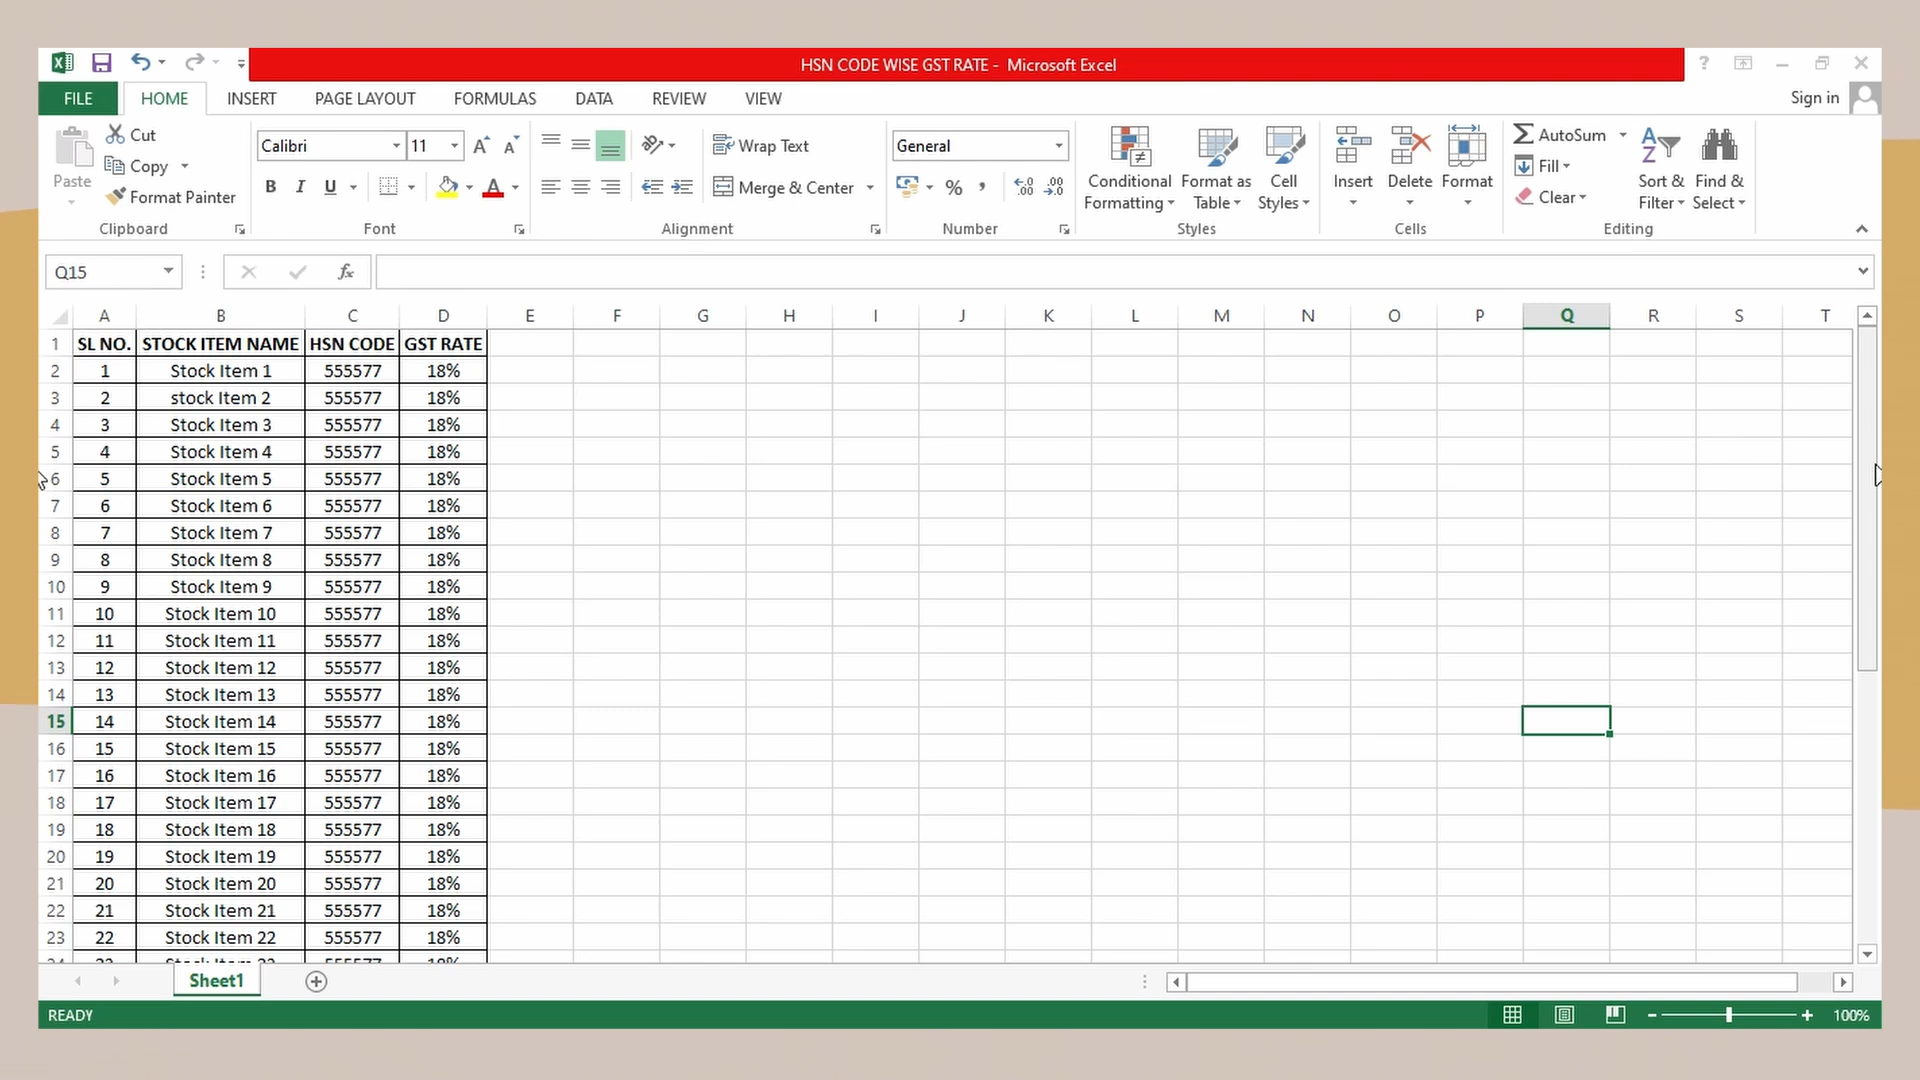 HSN CODE WISE GST RATE - Microsoft Excel
?
FILE HOME INSERT PAGE LAYOUT FORMULAS DATA REVIEW VIEW Sign in
Paste Cut Copy Format Painter
Clipboard
Calibri 11
B I U A
Font
Wrap Text
Merge & Center
Alignment
General
% ,
Number
Conditional Formatting
Format as Table
Cell Styles
Styles
Insert Delete Format
Cells
AutoSum
Fill
Clear
Sort & Filter
Find & Select
Editing
Q15 fx
A B C D E F G H I J K L M N O P Q R S T
1 SL NO. STOCK ITEM NAME HSN CODE GST RATE
2 1 Stock Item 1 555577 18%
3 2 stock Item 2 555577 18%
4 3 Stock Item 3 555577 18%
5 4 Stock Item 4 555577 18%
6 5 Stock Item 5 555577 18%
7 6 Stock Item 6 555577 18%
8 7 Stock Item 7 555577 18%
9 8 Stock Item 8 555577 18%
10 9 Stock Item 9 555577 18%
11 10 Stock Item 10 555577 18%
12 11 Stock Item 11 555577 18%
13 12 Stock Item 12 555577 18%
14 13 Stock Item 13 555577 18%
15 14 Stock Item 14 555577 18%
16 15 Stock Item 15 555577 18%
17 16 Stock Item 16 555577 18%
18 17 Stock Item 17 555577 18%
19 18 Stock Item 18 555577 18%
20 19 Stock Item 19 555577 18%
21 20 Stock Item 20 555577 18%
22 21 Stock Item 21 555577 18%
23 22 Stock Item 22 555577 18%
Sheet1
READY 100%